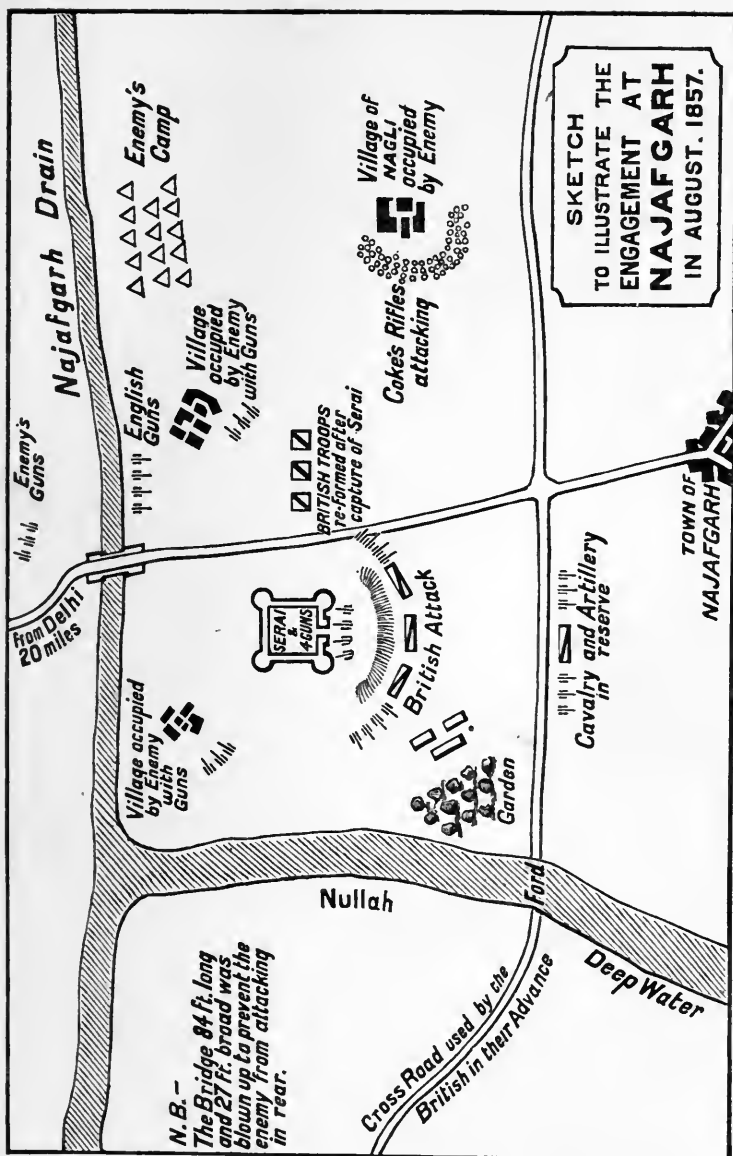 SKETCH
TO ILLUSTRATE THE
ENGAGEMENT AT
NAJAFGARH
IN AUGUST. 1857.
Najafgarh Drain
Enemy's
Guns
From Delhi
20 miles
Enemy's
Camp
English
Guns
Village
occupied
by Enemy
with Guns
Village of
NAGLI
occupied
by Enemy
Coke's Rifles
attacking
BRITISH TROOPS
re-formed after
capture of Serai
SERAI
&
4 GUNS
British Attack
Village occupied
by Enemy
with
Guns
Garden
Cavalry and Artillery
in reserve
TOWN OF
NAJAFGARH
Nullah
Ford
Deep Water
Cross Road used by the
British in their Advance
N.B.-
The Bridge 84 ft. long
and 27 ft. broad was
blown up to prevent the
enemy from attacking
in rear.